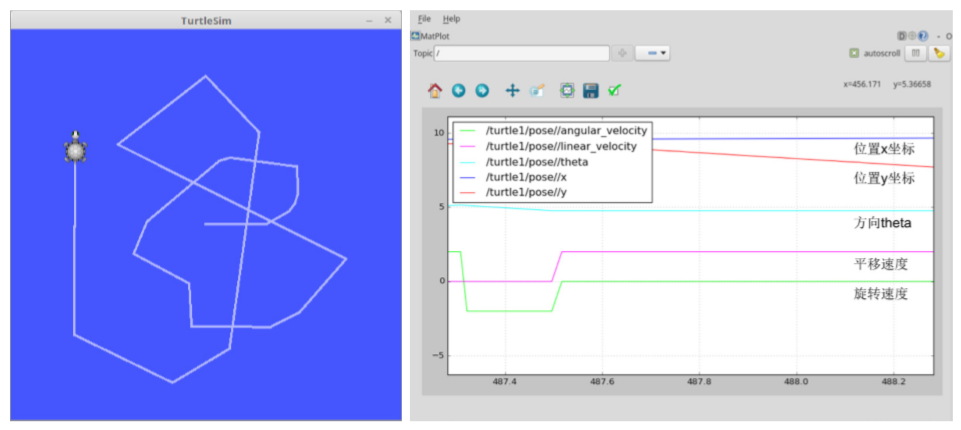 TurtleSim
File Help
MatPlot
D
Topic /
autoscroll
x=456.171 y=5.36658
10
5
0
−5
/turtle1/pose//angular_velocity
/turtle1/pose//linear_velocity
/turtle1/pose//theta
/turtle1/pose//x
/turtle1/pose//y
位置x坐标
位置y坐标
方向theta
平移速度
旋转速度
487.4 487.6 487.8 488.0 488.2